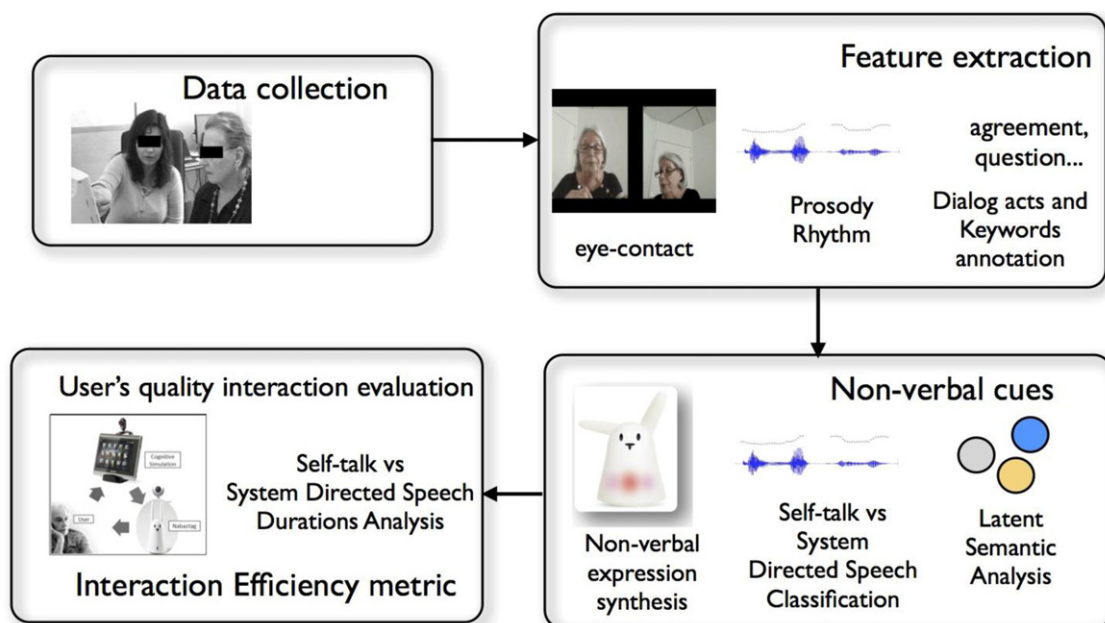 Data collection
Feature extraction
eye-contact
Prosody
Rhythm
agreement,
question...
Dialog acts and
Keywords
annotation
Non-verbal cues
Non-verbal
expression
synthesis
Self-talk vs
System
Directed Speech
Classification
Latent
Semantic
Analysis
User's quality interaction evaluation
Cognitive
Simulation
User
Nabaztag
Self-talk vs
System Directed Speech
Durations Analysis
Interaction Efficiency metric